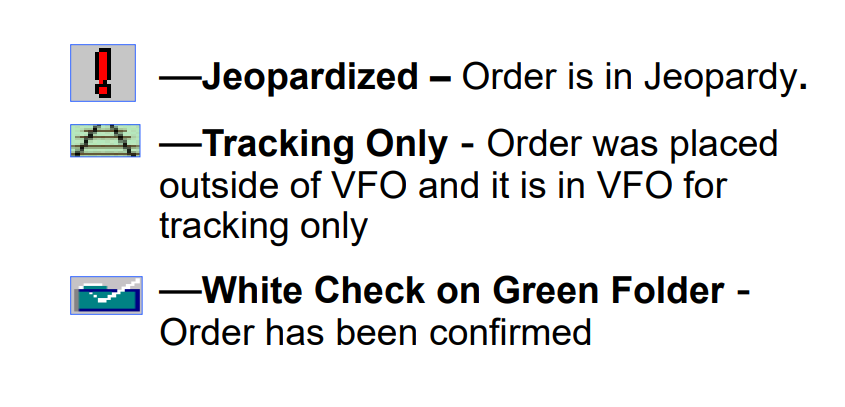 —Jeopardized – Order is in Jeopardy.
—Tracking Only - Order was placed
outside of VFO and it is in VFO for
tracking only
—White Check on Green Folder -
Order has been confirmed